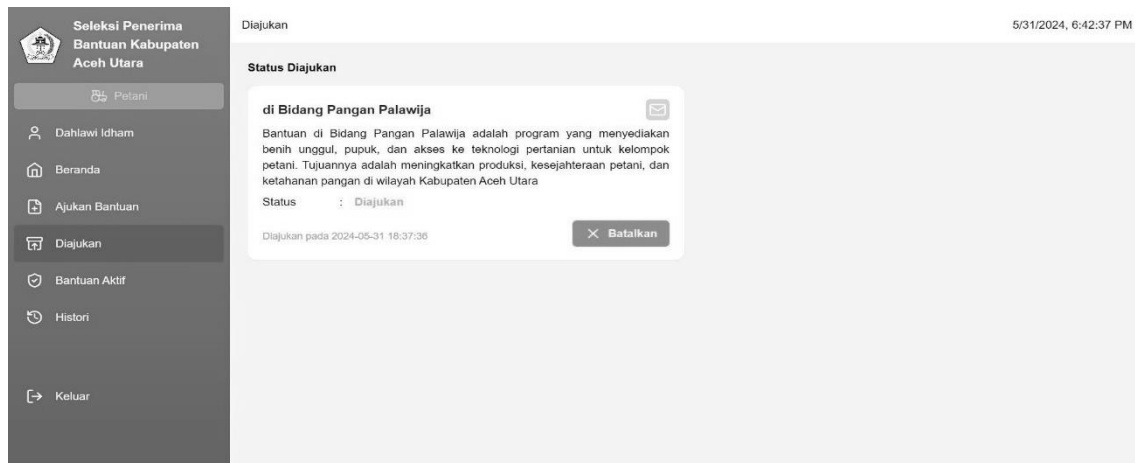 Seleksi Penerima
Bantuan Kabupaten
Aceh Utara
Petani
Dahlawi Idham
Beranda
Ajukan Bantuan
Diajukan
Bantuan Aktif
Histori
Keluar
Diajukan
5/31/2024, 6:42:37 PM
Status Diajukan
di Bidang Pangan Palawija
Bantuan di Bidang Pangan Palawija adalah program yang menyediakan
benih unggul, pupuk, dan akses ke teknologi pertanian untuk kelompok
petani. Tujuannya adalah meningkatkan produksi, kesejahteraan petani, dan
ketahanan pangan di wilayah Kabupaten Aceh Utara
Status : Diajukan
Diajukan pada 2024-05-31 18:37:36
Batalkan